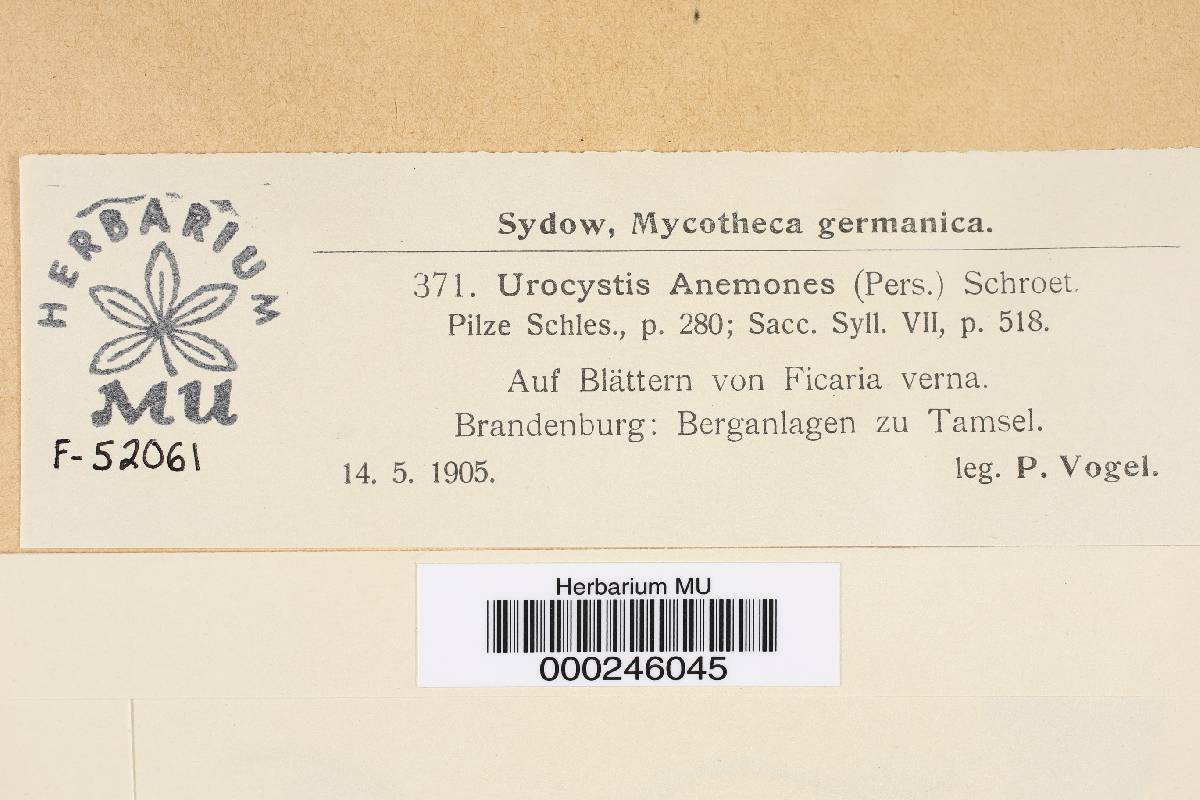 HERBARIUM
MU
F-52061
Sydow, Mycotheca germanica.
371. Urocystis Anemones (Pers.) Schroet.
Pilze Schles., p. 280; Sacc. Syll. VII, p. 518.
Auf Blättern von Ficaria verna.
Brandenburg: Berganlagen zu Tamsel.
14. 5. 1905. leg. P. Vogel.
Herbarium MU
000246045